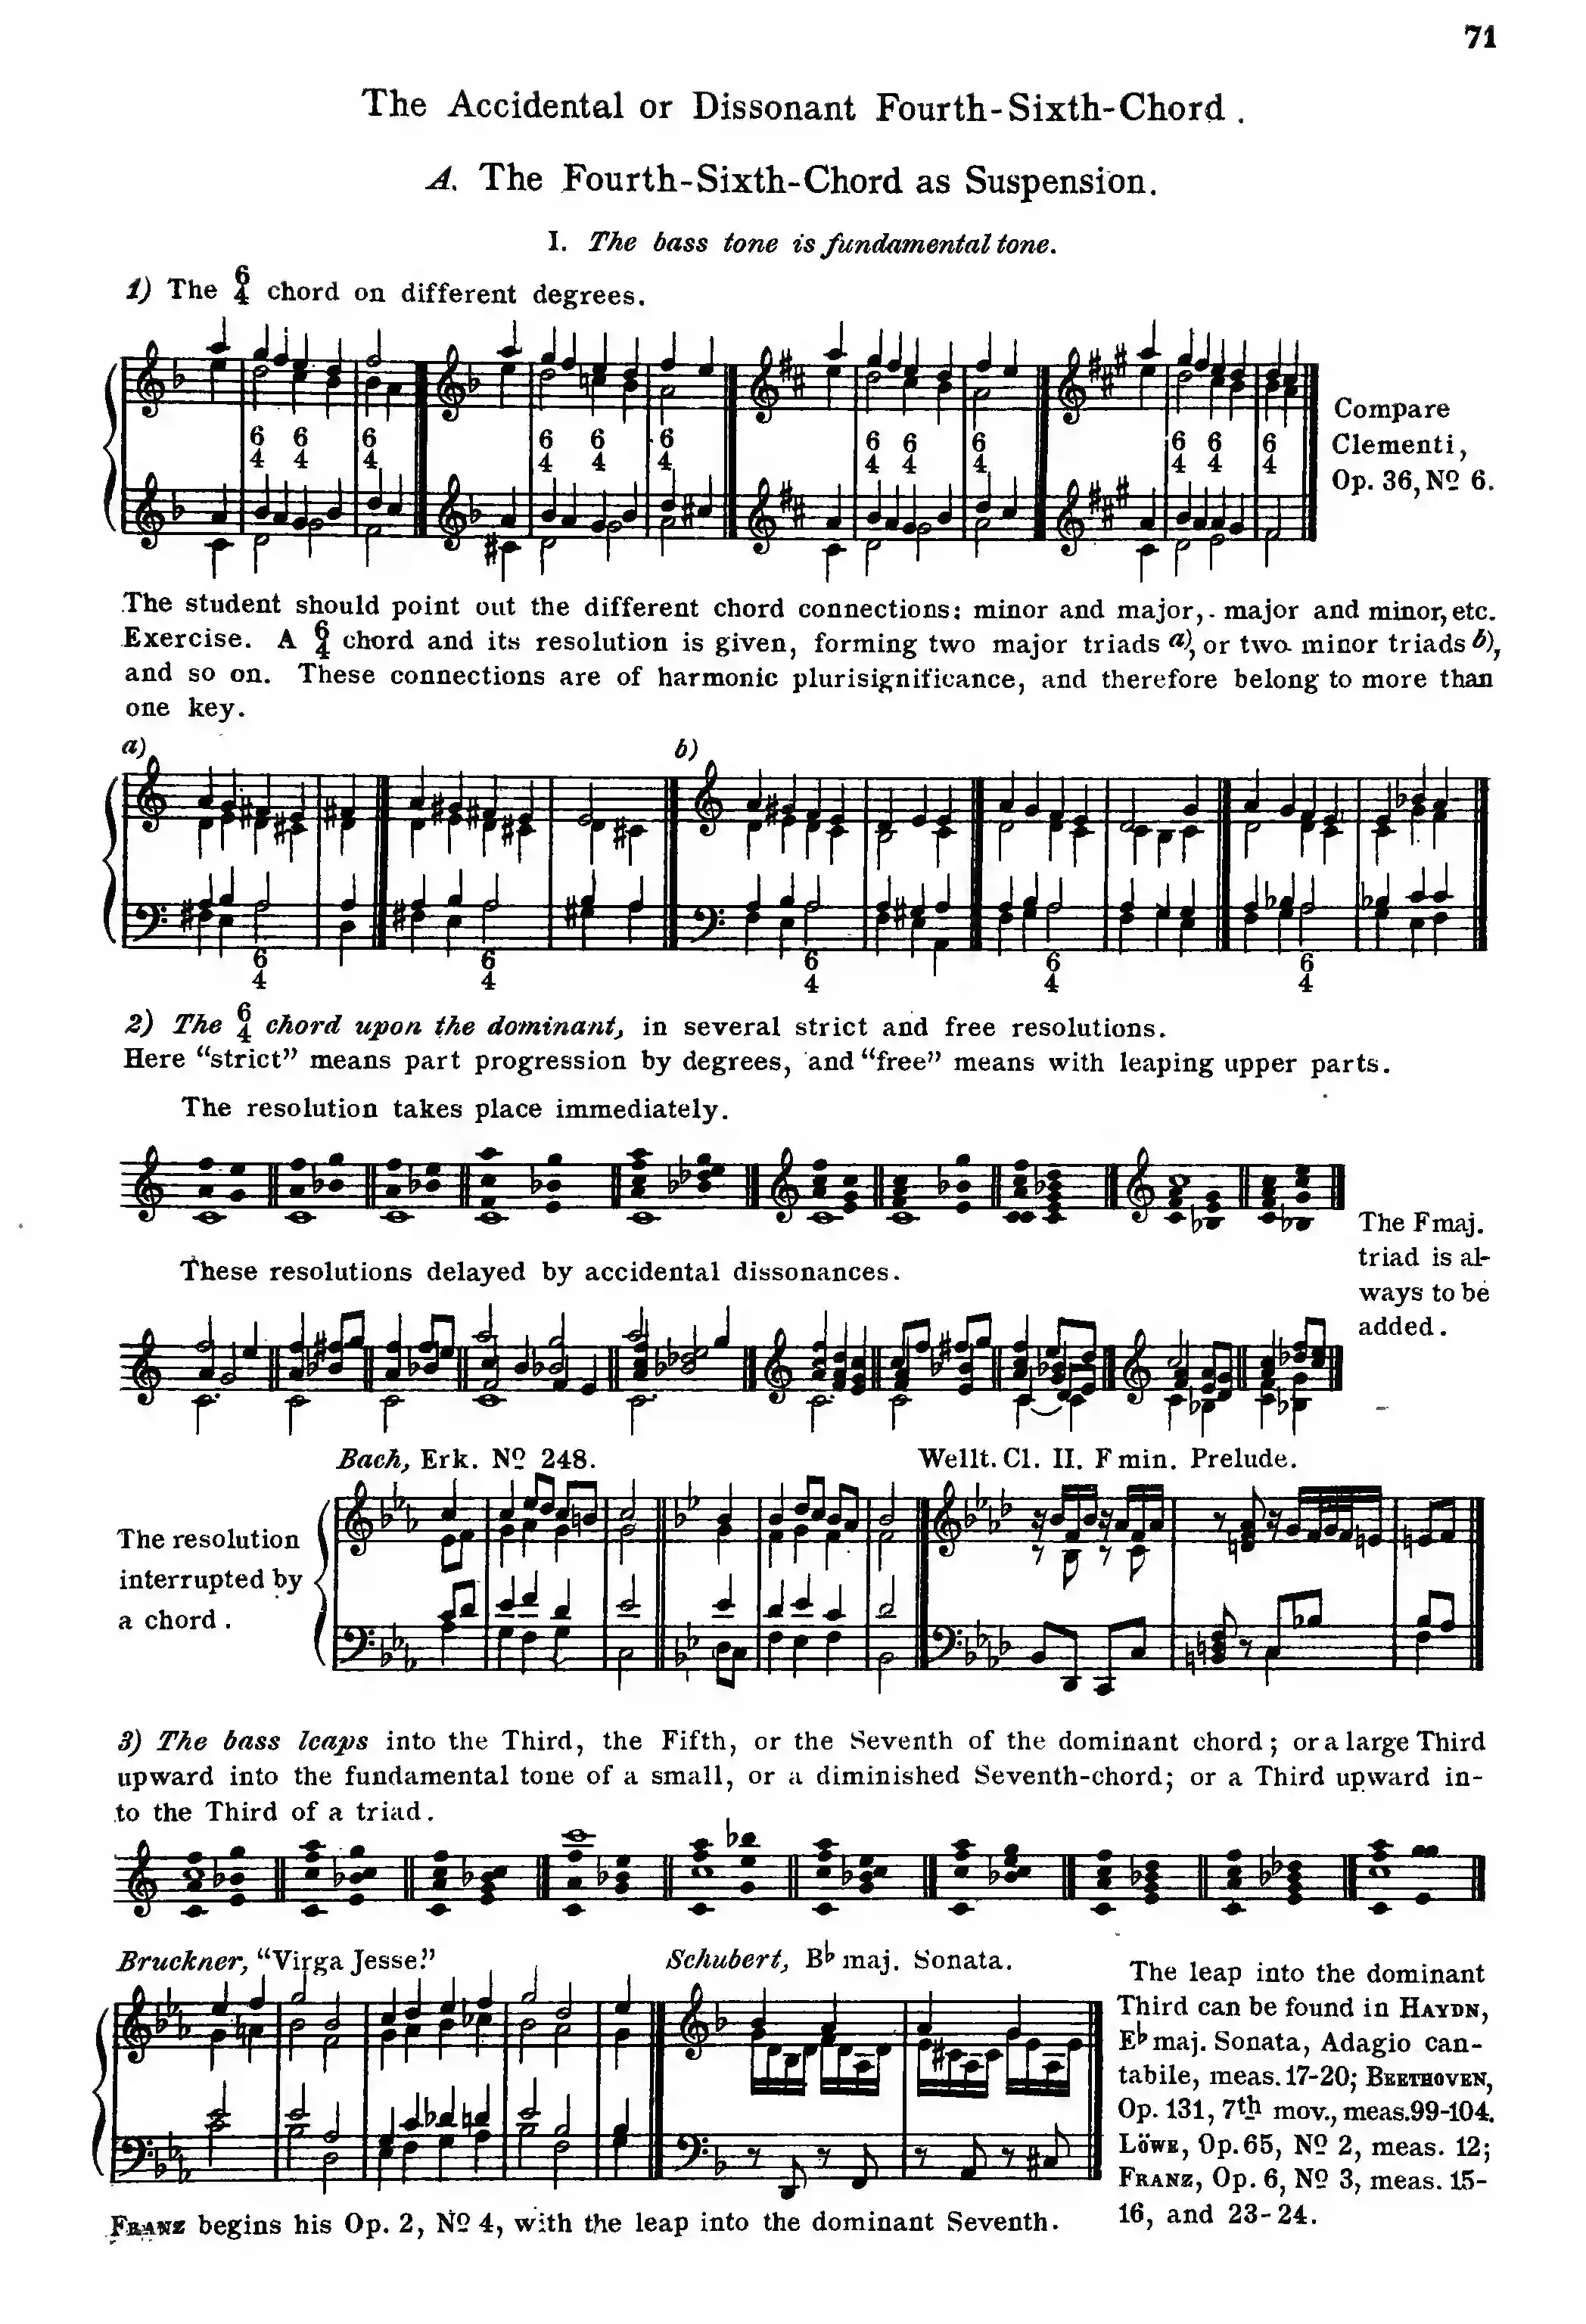 71
The Accidental or Dissonant Fourth-Sixth-Chord.
A. The Fourth-Sixth-Chord as Suspension.
I. The bass tone is fundamental tone.
1) The 6/4 chord on different degrees.
6 6 6 6 6 6 6 6 6 6 6 6
4 4 4 4 4 4 4 4 4 4 4 4
Compare
Clementi,
Op. 36, No 6.
The student should point out the different chord connections: minor and major, major and minor, etc.
Exercise. A 6/4 chord and its resolution is given, forming two major triads a), or two minor triads b),
and so on. These connections are of harmonic plurisignificance, and therefore belong to more than
one key.
a) b)
6 6 6 6 6
4 4 4 4 4
2) The 6/4 chord upon the dominant, in several strict and free resolutions.
Here “strict” means part progression by degrees, and “free” means with leaping upper parts.
The resolution takes place immediately.
The F maj.
triad is al-
ways to be
added.
These resolutions delayed by accidental dissonances.
Bach, Erk. No 248. Wellt. Cl. II. F min. Prelude.
The resolution
interrupted by
a chord.
3) The bass leaps into the Third, the Fifth, or the Seventh of the dominant chord; or a large Third
upward into the fundamental tone of a small, or a diminished Seventh-chord; or a Third upward in-
to the Third of a triad.
Bruckner, “Virga Jesse.” Schubert, B♭ maj. Sonata.
The leap into the dominant
Third can be found in HAYDN,
E♭ maj. Sonata, Adagio can-
tabile, meas. 17-20; BEETHOVEN,
Op. 131, 7th mov., meas. 99-104.
LÖWE, Op. 65, No 2, meas. 12;
FRANZ, Op. 6, No 3, meas. 15-
16, and 23-24.
FRANZ begins his Op. 2, No 4, with the leap into the dominant Seventh.